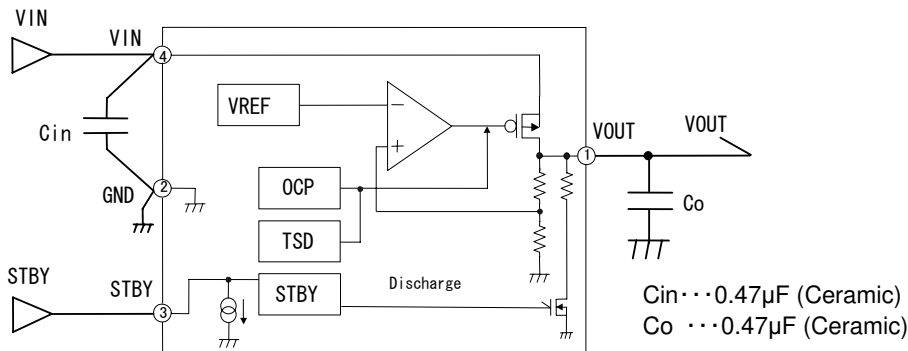 VIN
VIN
4
VREF
−
+
Cin
VOUT
1
VOUT
2
GND
OCP
Co
TSD
STBY
STBY
3
STBY
Discharge
Cin･･･0.47µF (Ceramic)
Co ･･･0.47µF (Ceramic)